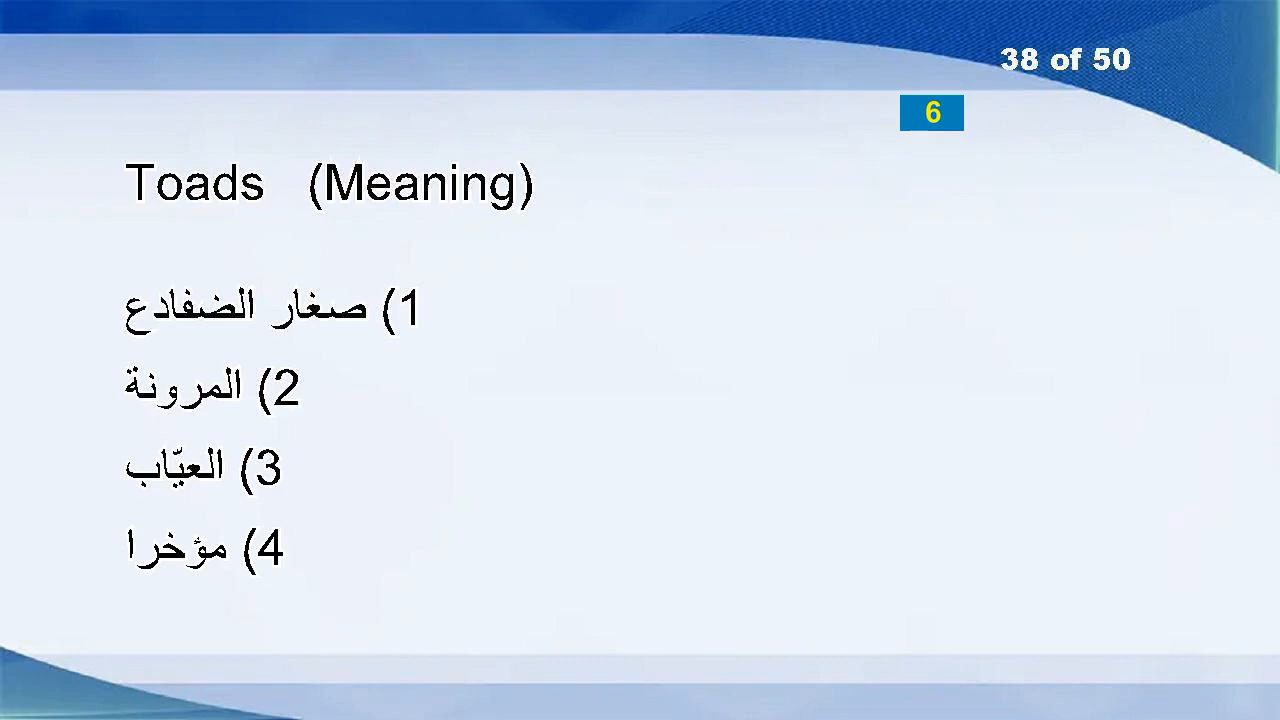 38 of 50
6
Toads (Meaning)
1) صغار الضفادع
2) المرونة
3) العيّاب
4) مؤخرا